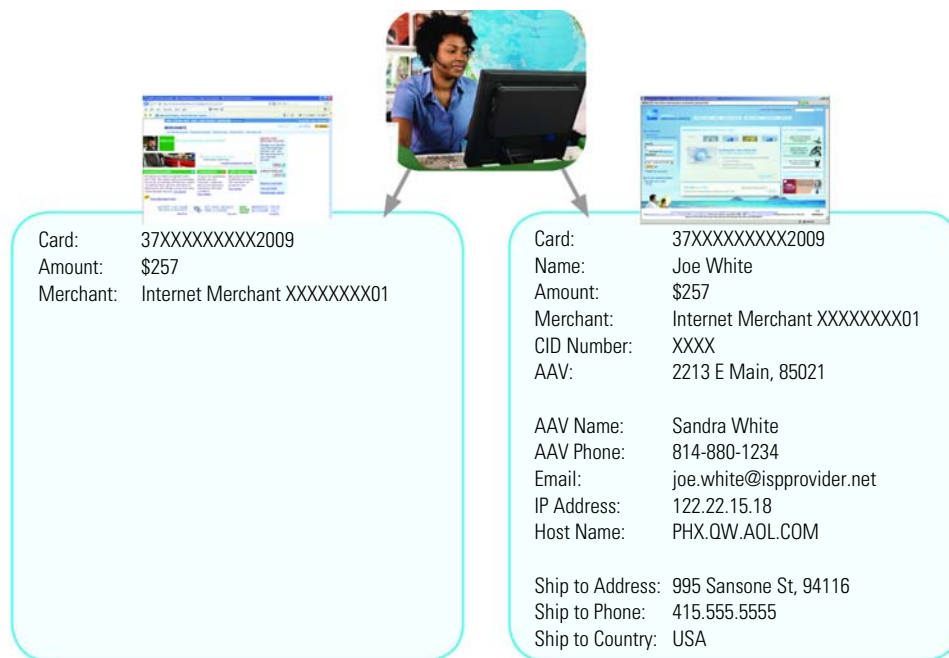 MERCHANTS
Card: 37XXXXXXXXX2009
Amount: $257
Merchant: Internet Merchant XXXXXXXX01
Card: 37XXXXXXXXX2009
Name: Joe White
Amount: $257
Merchant: Internet Merchant XXXXXXXX01
CID Number: XXXX
AAV: 2213 E Main, 85021
AAV Name: Sandra White
AAV Phone: 814-880-1234
Email: joe.white@ispprovider.net
IP Address: 122.22.15.18
Host Name: PHX.QW.AOL.COM
Ship to Address: 995 Sansone St, 94116
Ship to Phone: 415.555.5555
Ship to Country: USA